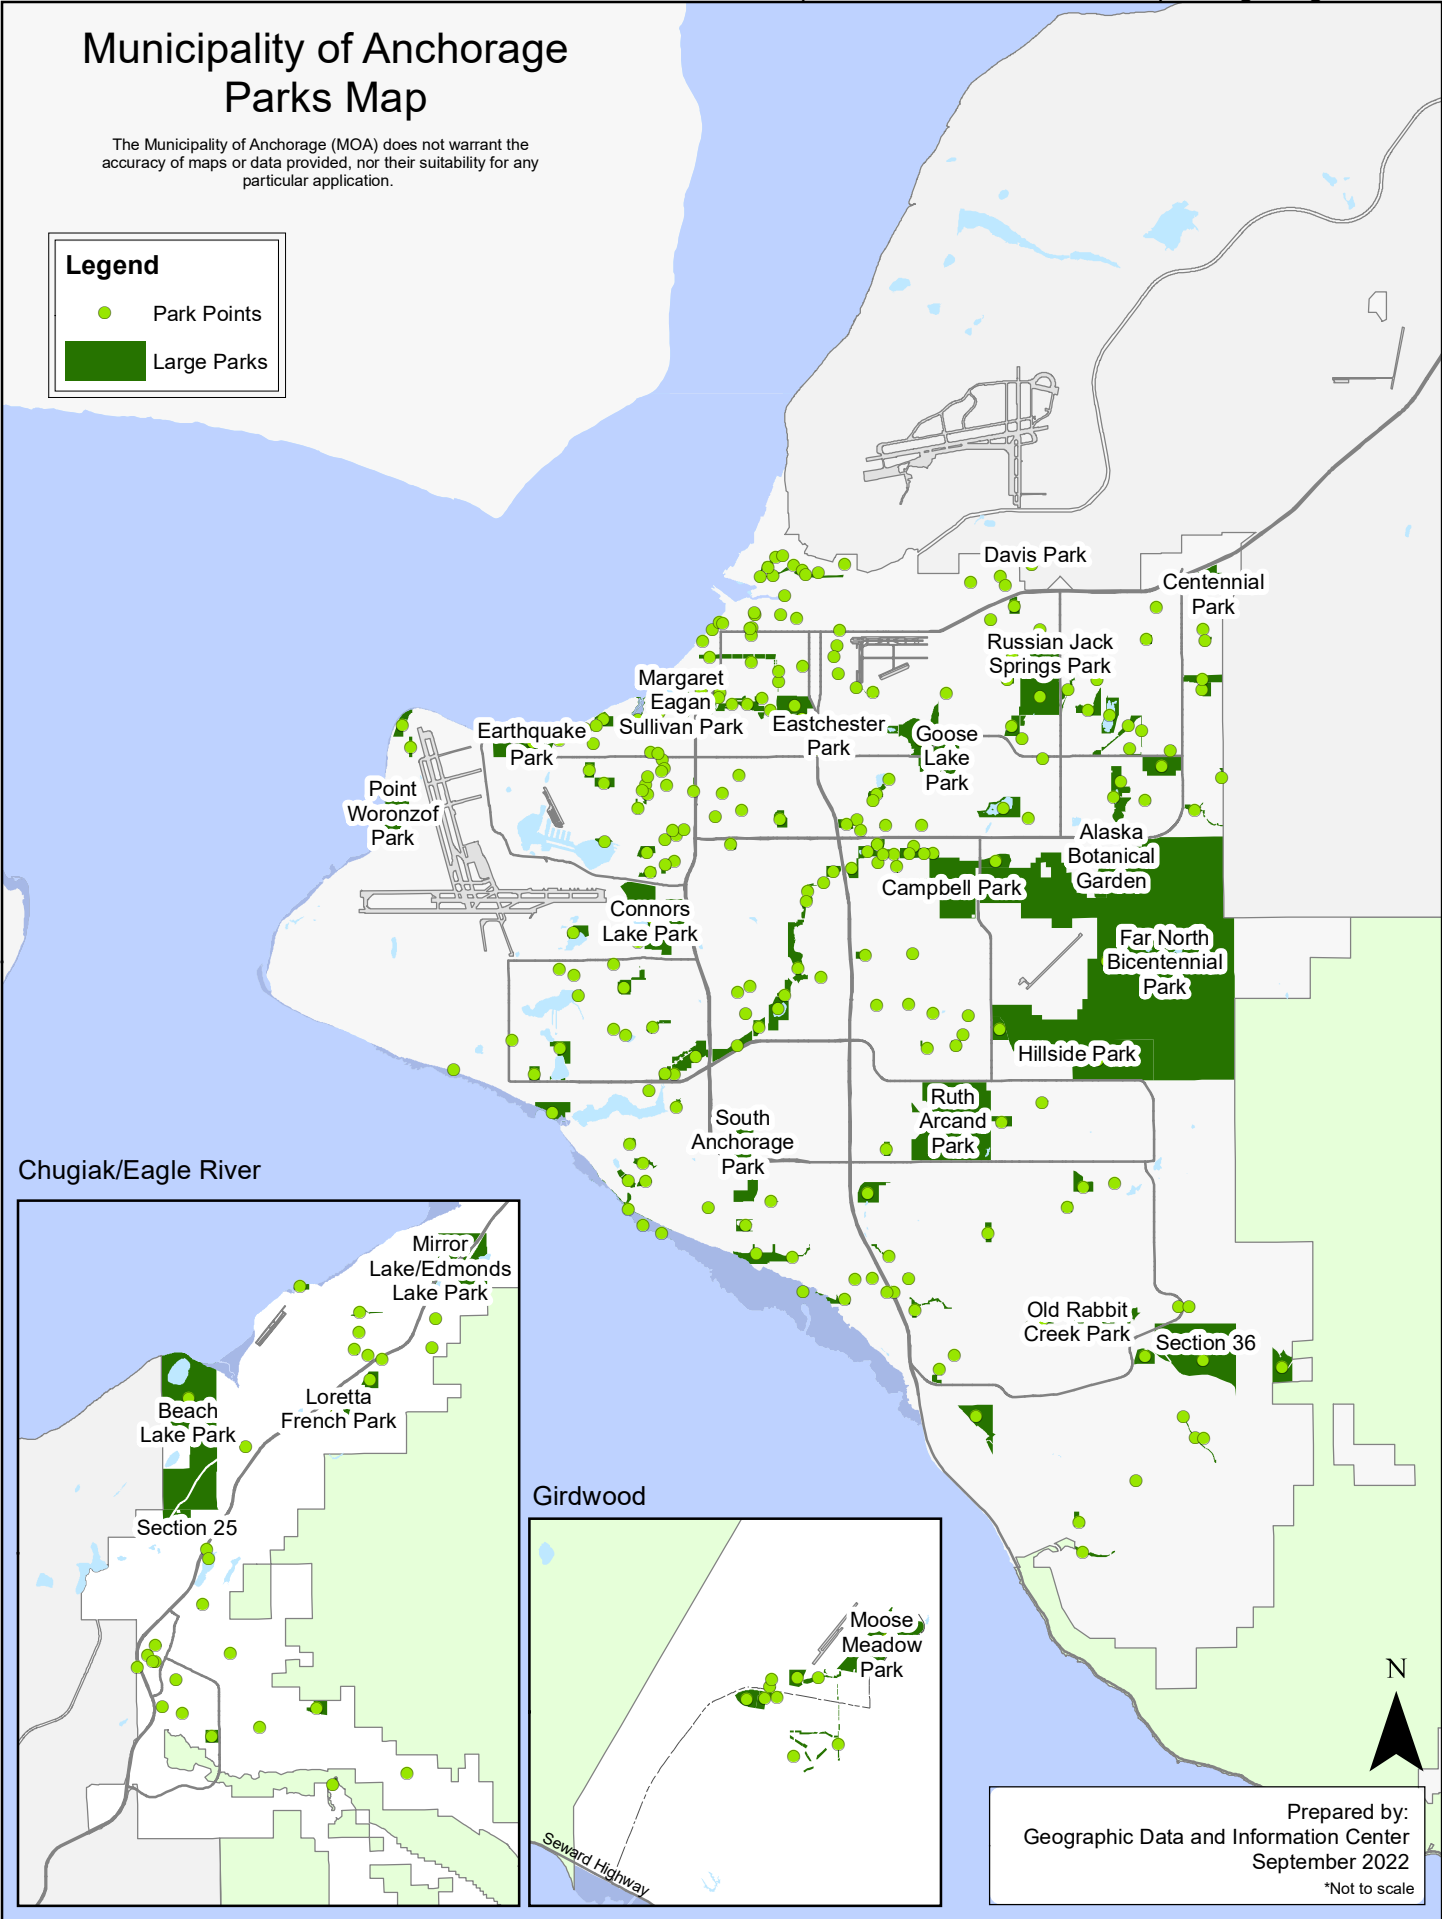 Municipality of Anchorage
Parks Map
The Municipality of Anchorage (MOA) does not warrant the
accuracy of maps or data provided, nor their suitability for any
particular application.
Legend
Park Points
Large Parks
Davis Park
Centennial
Park
Russian Jack
Springs Park
Margaret
Eagan
Sullivan Park
Earthquake
Park
Eastchester
Park
Goose
Lake
Park
Point
Woronzof
Park
Alaska
Botanical
Garden
Campbell Park
Connors
Lake Park
Far North
Bicentennial
Park
Hillside Park
Ruth
Arcand
Park
South
Anchorage
Park
Old Rabbit
Creek Park
Section 36
Chugiak/Eagle River
Mirror
Lake/Edmonds
Lake Park
Loretta
French Park
Beach
Lake Park
Section 25
Girdwood
Moose
Meadow
Park
Seward Highway
N
Prepared by:
Geographic Data and Information Center
September 2022
*Not to scale